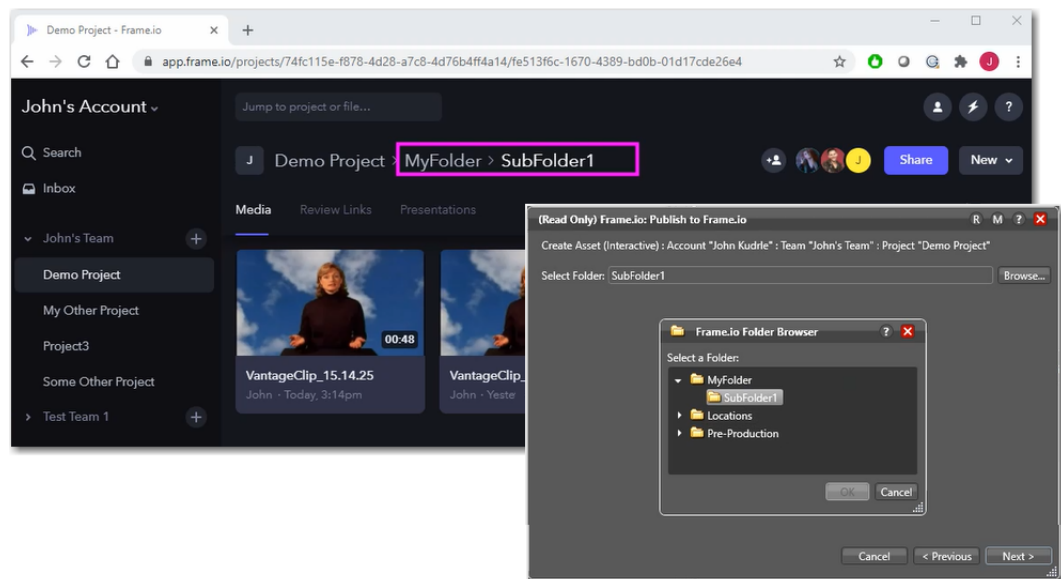 Demo Project - Frame.io
app.frame.io/projects/74fc115e-f878-4d28-a7c8-4d76b4ff4a14/fe513f6c-1670-4389-bd0b-01d17cde26e4
J
John's Account
Jump to project or file...
?
Search
J Demo Project > MyFolder > SubFolder1
J
Share
New
Inbox
Media Review Links Presentations
John's Team
Demo Project
My Other Project
Project3
Some Other Project
Test Team 1
00:48
VantageClip_15.14.25
John · Today, 3:14pm
VantageClip_
John · Yeste
(Read Only) Frame.io: Publish to Frame.io
R M ?
Create Asset (Interactive) : Account "John Kudrle" : Team "John's Team" : Project "Demo Project"
Select Folder: SubFolder1 Browse...
Frame.io Folder Browser ?
Select a Folder:
MyFolder
SubFolder1
Locations
Pre-Production
OK Cancel
Cancel < Previous Next >